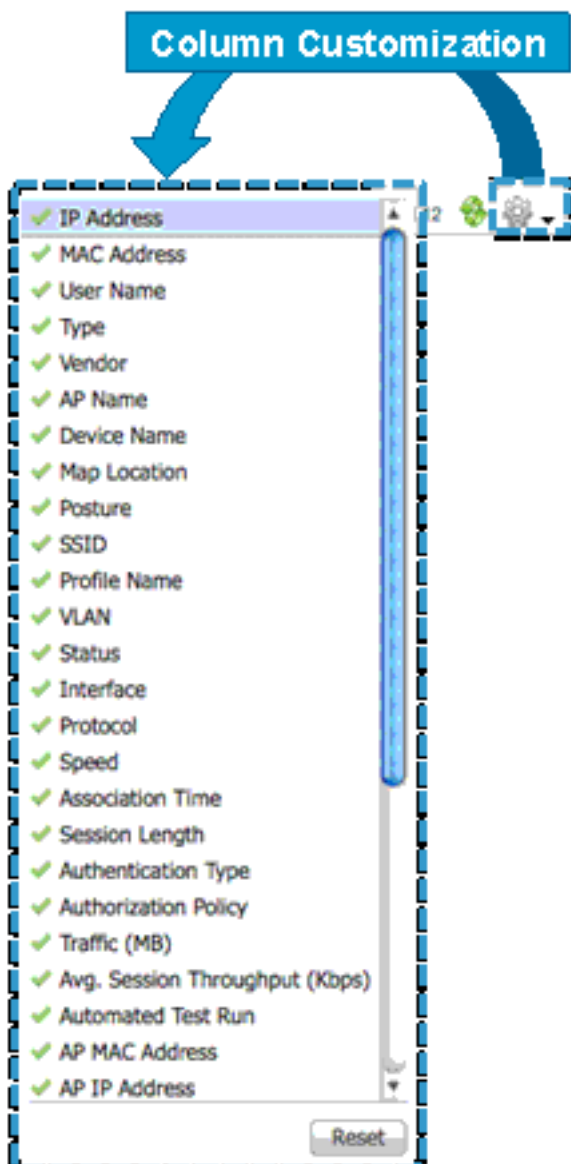 Column Customization
IP Address
MAC Address
User Name
Type
Vendor
AP Name
Device Name
Map Location
Posture
SSID
Profile Name
VLAN
Status
Interface
Protocol
Speed
Association Time
Session Length
Authentication Type
Authorization Policy
Traffic (MB)
Avg. Session Throughput (Kbps)
Automated Test Run
AP MAC Address
AP IP Address
Reset